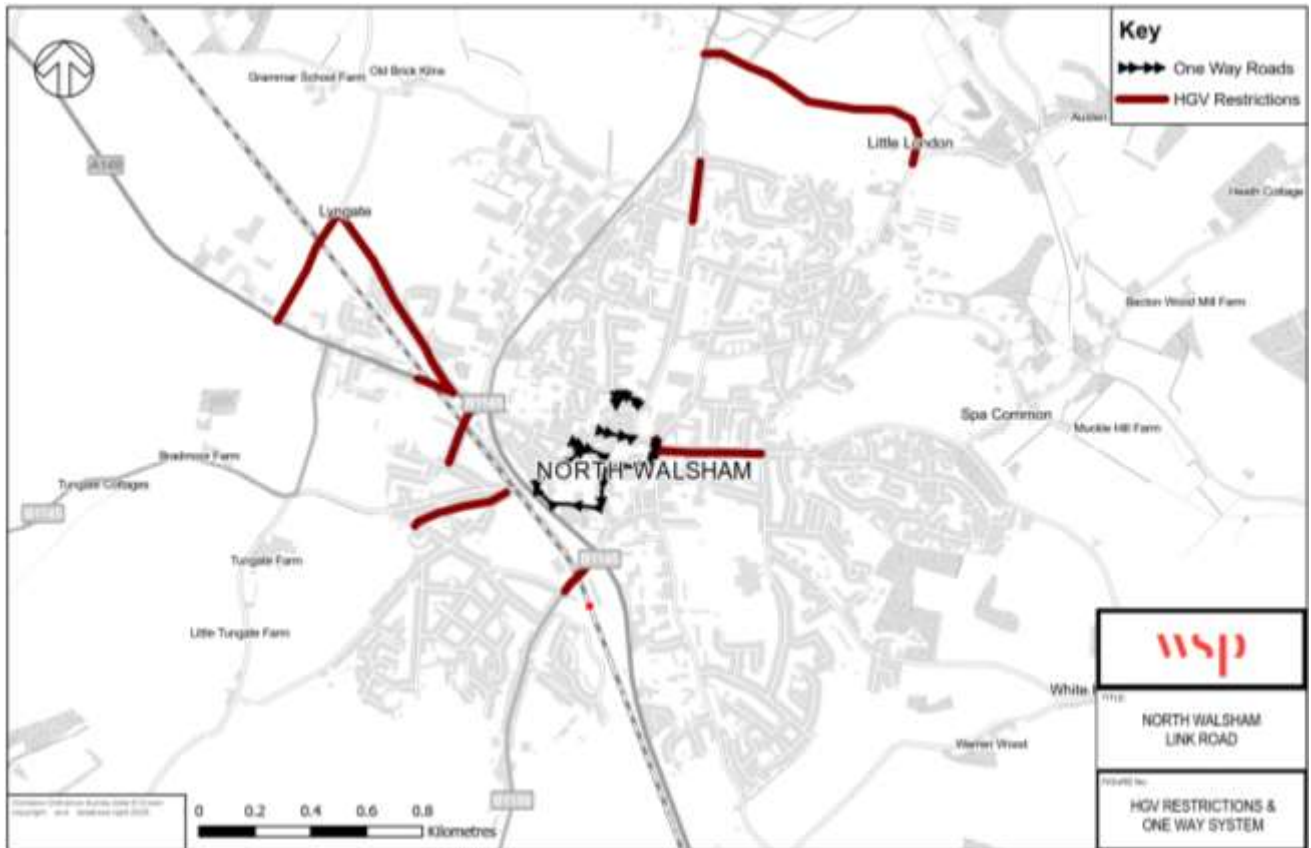 Key
One Way Roads
HGV Restrictions
Grammar School Farm
Old Brick Kilns
Little London
A149
Lyngate
Heath Cottage
Bacton Wood Mill Farm
Spa Common
Muckle Hill Farm
Bradmoor Farm
NORTH WALSHAM
Tungate Cottages
B1145
Tungate Farm
Little Tungate Farm
White
Warren Wood
wsp
TITLE
NORTH WALSHAM
LINK ROAD
FIGURE No.
HGV RESTRICTIONS &
ONE WAY SYSTEM
0 0.2 0.4 0.6 0.8
Kilometres